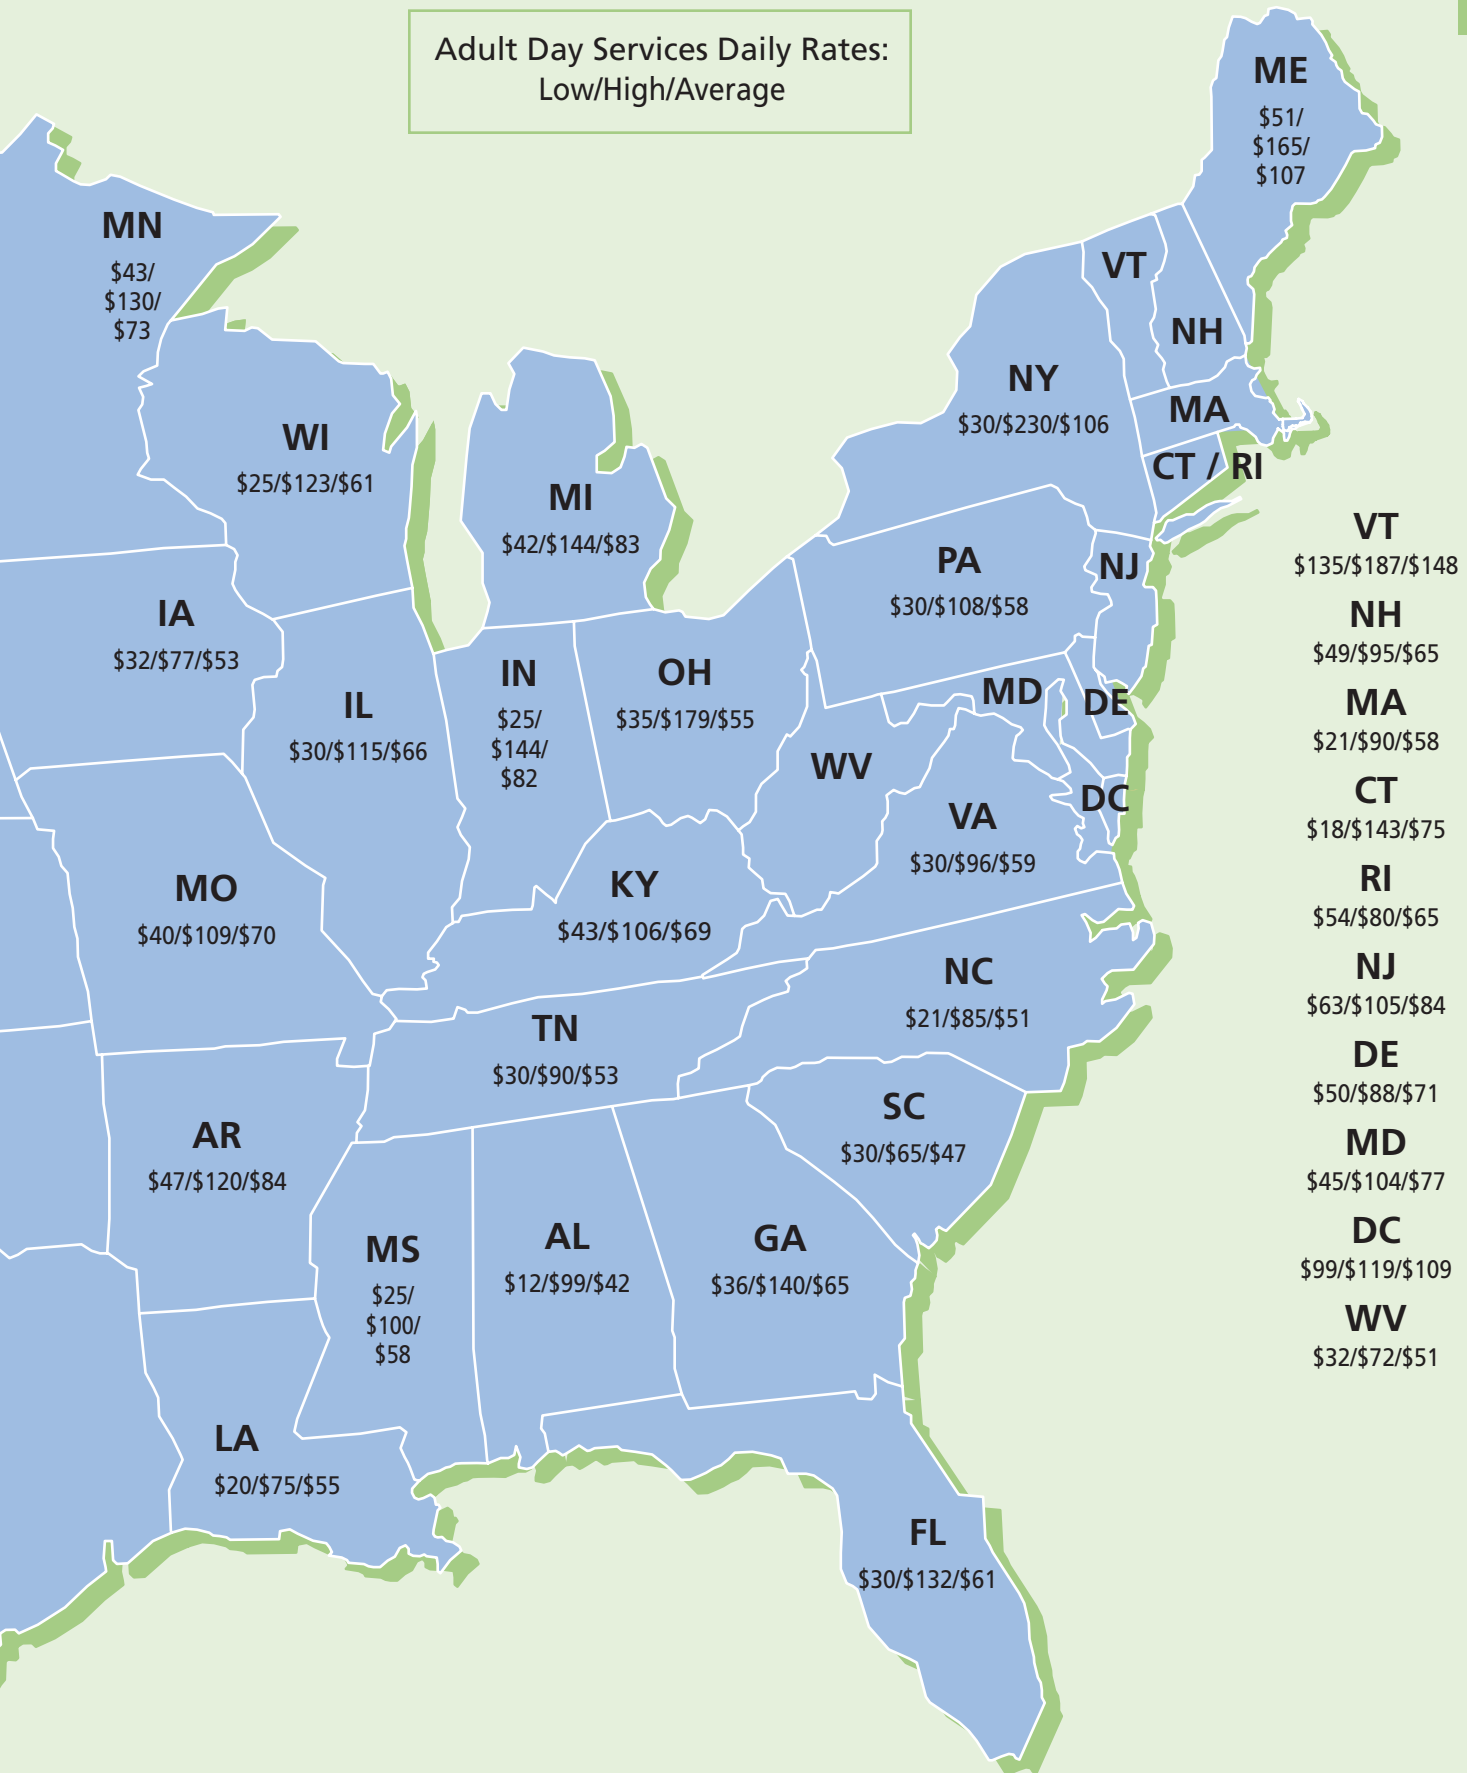 Adult Day Services Daily Rates:
Low/High/Average
ME
$51/
$165/
$107
MN
$43/
$130/
$73
VT
NH
NY
$30/$230/$106
MA
WI
$25/$123/$61
CT / RI
MI
$42/$144/$83
PA
$30/$108/$58
NJ
IA
$32/$77/$53
IN
$25/
$144/
$82
OH
$35/$179/$55
MD
DE
IL
$30/$115/$66
WV
DC
VA
$30/$96/$59
MO
$40/$109/$70
KY
$43/$106/$69
NC
$21/$85/$51
TN
$30/$90/$53
SC
$30/$65/$47
AR
$47/$120/$84
MS
$25/
$100/
$58
AL
$12/$99/$42
GA
$36/$140/$65
LA
$20/$75/$55
FL
$30/$132/$61
VT
$135/$187/$148
NH
$49/$95/$65
MA
$21/$90/$58
CT
$18/$143/$75
RI
$54/$80/$65
NJ
$63/$105/$84
DE
$50/$88/$71
MD
$45/$104/$77
DC
$99/$119/$109
WV
$32/$72/$51